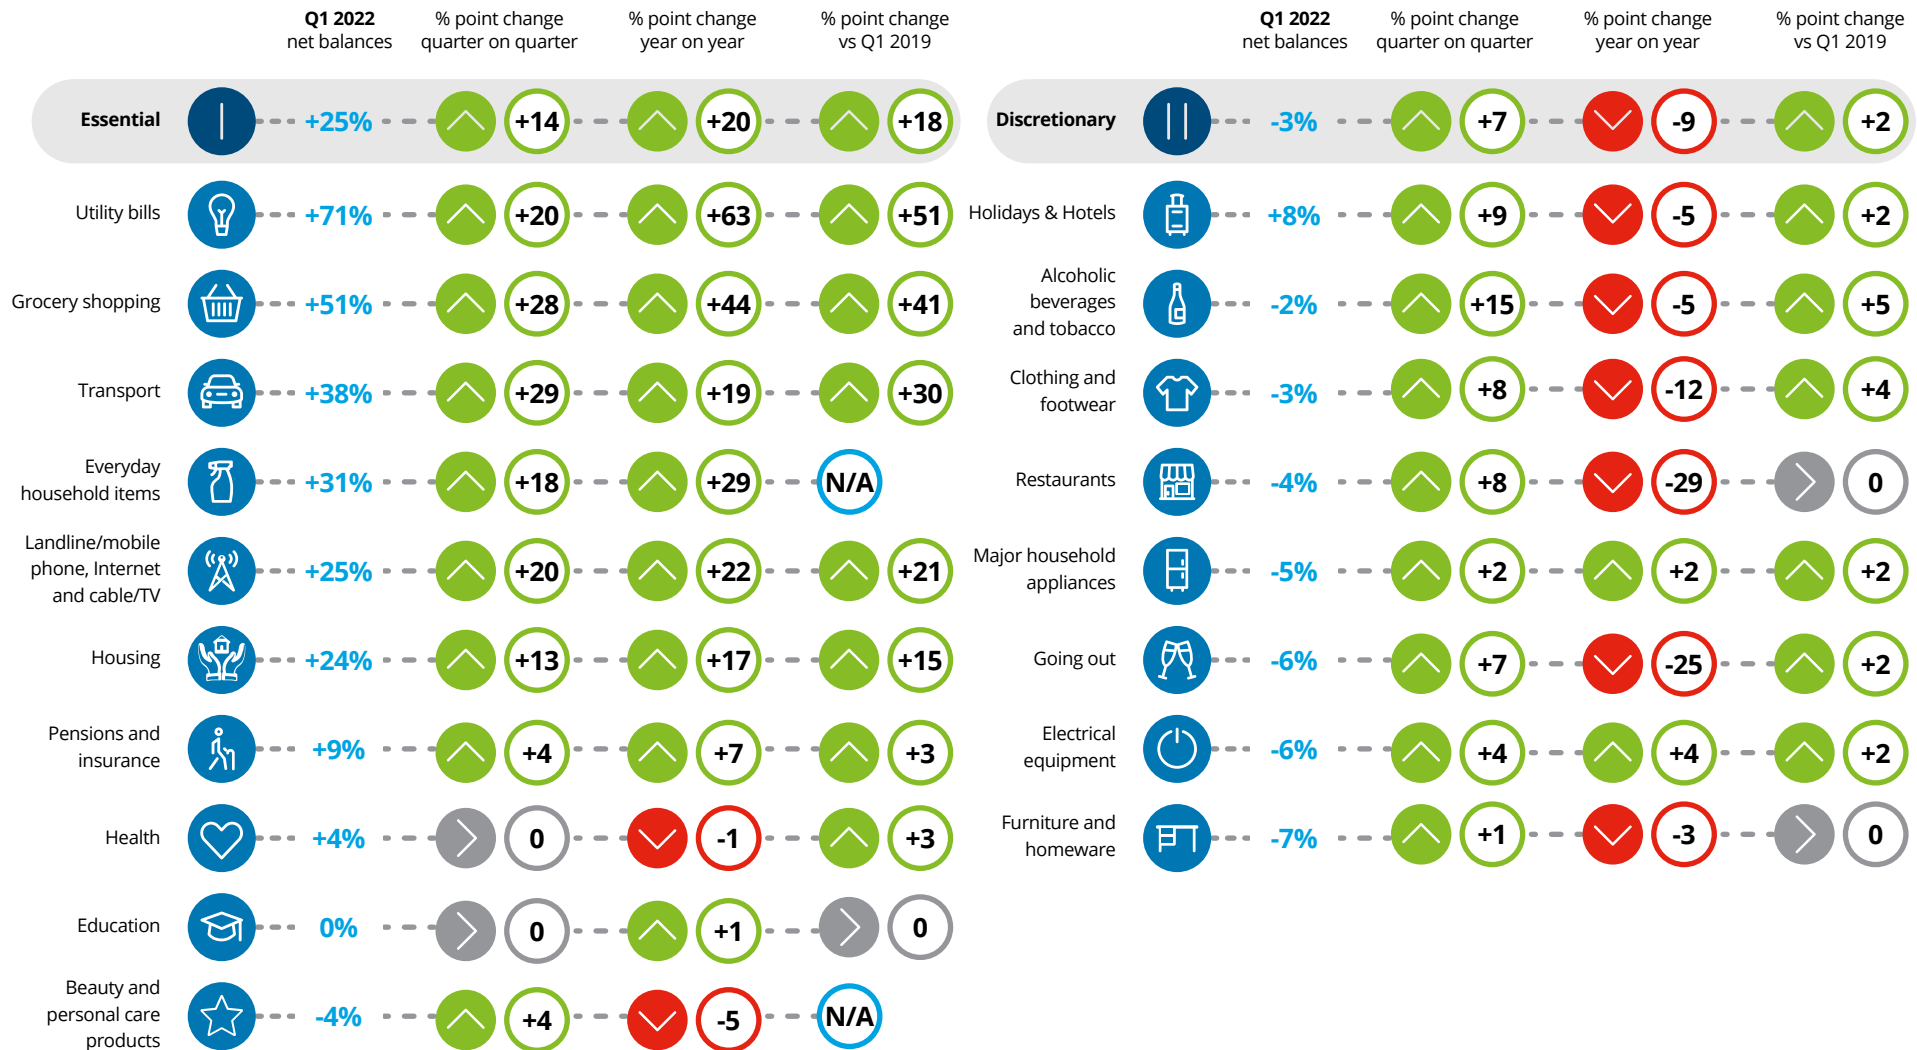 Q1 2022 % point change % point change % point change
net balances quarter on quarter year on year vs Q1 2019
Essential +25% +14 +20 +18
Utility bills +71% +20 +63 +51
Grocery shopping +51% +28 +44 +41
Transport +38% +29 +19 +30
Everyday
household items +31% +18 +29 N/A
Landline/mobile
phone, Internet +25% +20 +22 +21
and cable/TV
Housing +24% +13 +17 +15
Pensions and
insurance +9% +4 +7 +3
Health +4% 0 -1 +3
Education 0% 0 +1 0
Beauty and
personal care -4% +4 -5 N/A
products
Q1 2022 % point change % point change % point change
net balances quarter on quarter year on year vs Q1 2019
Discretionary -3% +7 -9 +2
Holidays & Hotels +8% +9 -5 +2
Alcoholic
beverages -2% +15 -5 +5
and tobacco
Clothing and
footwear -3% +8 -12 +4
Restaurants -4% +8 -29 0
Major household
appliances -5% +2 +2 +2
Going out -6% +7 -25 +2
Electrical
equipment -6% +4 +4 +2
Furniture and
homeware -7% +1 -3 0